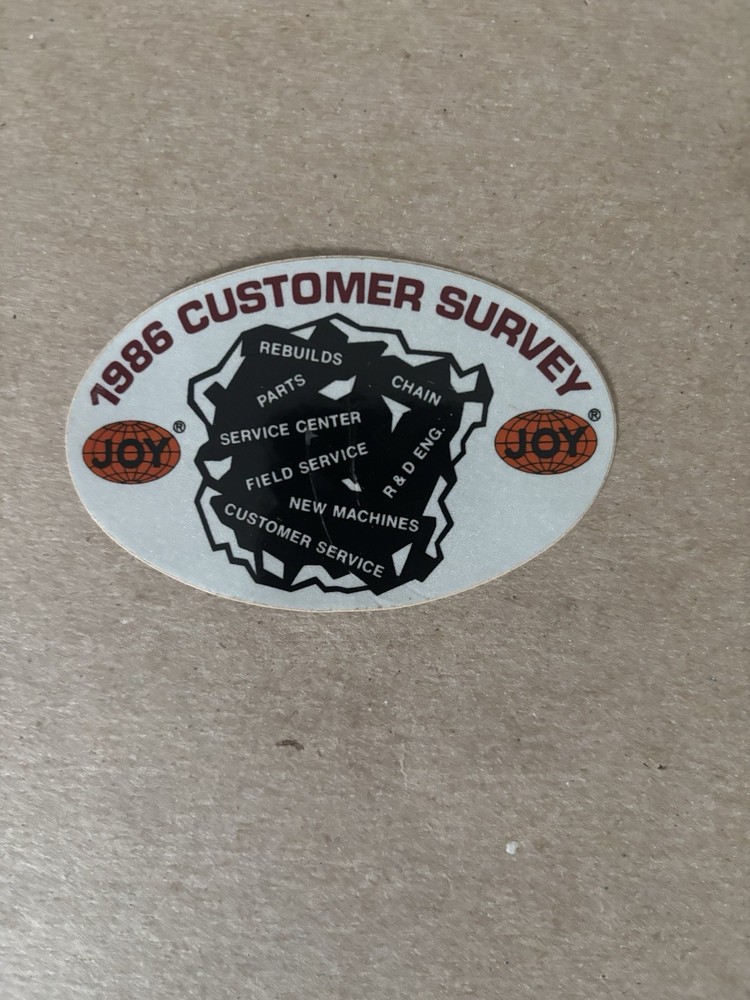 1986 CUSTOMER SURVEY
JOY®
JOY®
REBUILDS
PARTS
CHAIN
SERVICE CENTER
FIELD SERVICE
R & D ENG.
NEW MACHINES
CUSTOMER SERVICE